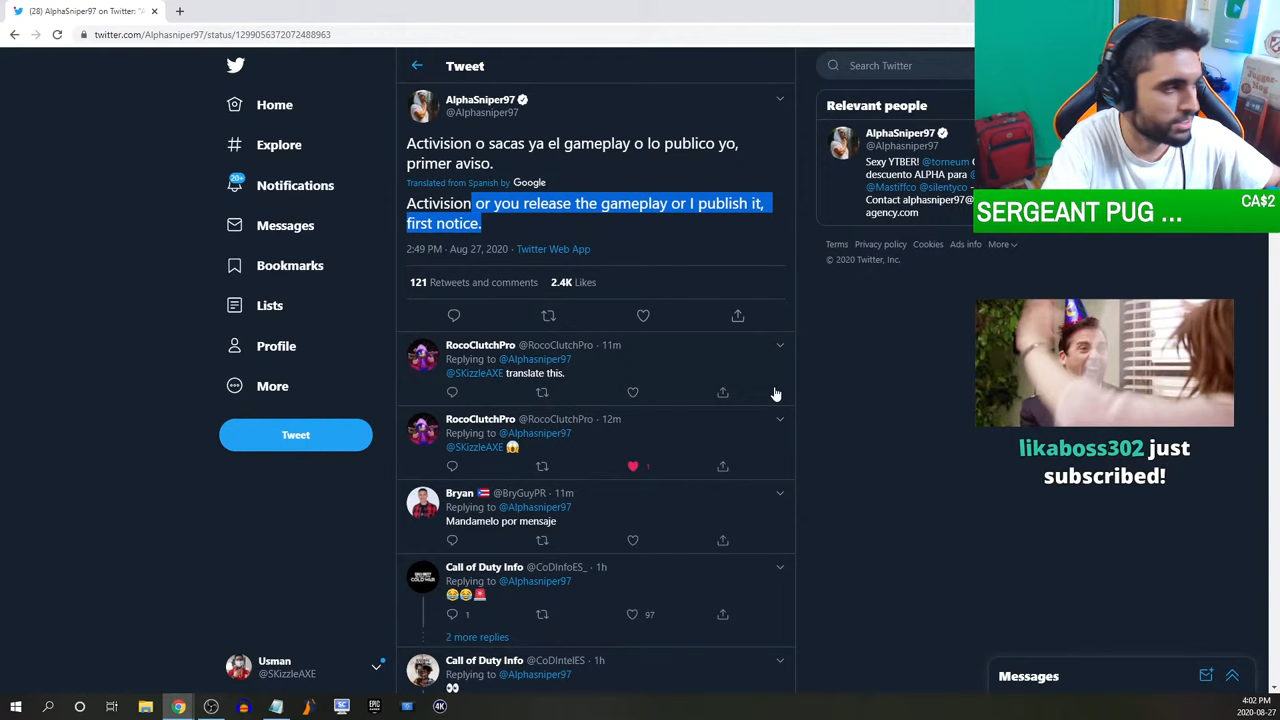 (28) AlphaSniper97 on Twitter: "A
twitter.com/Alphasniper97/status/1299056372072488963
Home
Explore
20+
Notifications
Messages
Bookmarks
Lists
Profile
More
Tweet
Usman
@SKizzleAXE
Tweet
AlphaSniper97
@Alphasniper97
Activision o sacas ya el gameplay o lo publico yo,
primer aviso.
Translated from Spanish by Google
Activision or you release the gameplay or I publish it,
first notice.
2:49 PM · Aug 27, 2020 · Twitter Web App
121 Retweets and comments 2.4K Likes
RocoClutchPro @RocoClutchPro · 11m
Replying to @Alphasniper97
@SKizzleAXE translate this.
RocoClutchPro @RocoClutchPro · 12m
Replying to @Alphasniper97
@SKizzleAXE 😱
1
Bryan 🇵🇷 @BryGuyPR · 11m
Replying to @Alphasniper97
Mandamelo por mensaje
Call of Duty Info @CoDInfoES_ · 1h
Replying to @Alphasniper97
😂😂🚨
1 97
2 more replies
Call of Duty Info @CoDIntelES · 1h
Replying to @Alphasniper97
👀
Search Twitter
Relevant people
AlphaSniper97
@Alphasniper97
Sexy YTBER! @torneum
descuento ALPHA para
@Mastiffco @silentyco -
Contact alphasniper97@
agency.com
Terms Privacy policy Cookies Ads info More
© 2020 Twitter, Inc.
SERGEANT PUG ...
CA$2
likaboss302 just
subscribed!
Messages
4:02 PM
2020-08-27